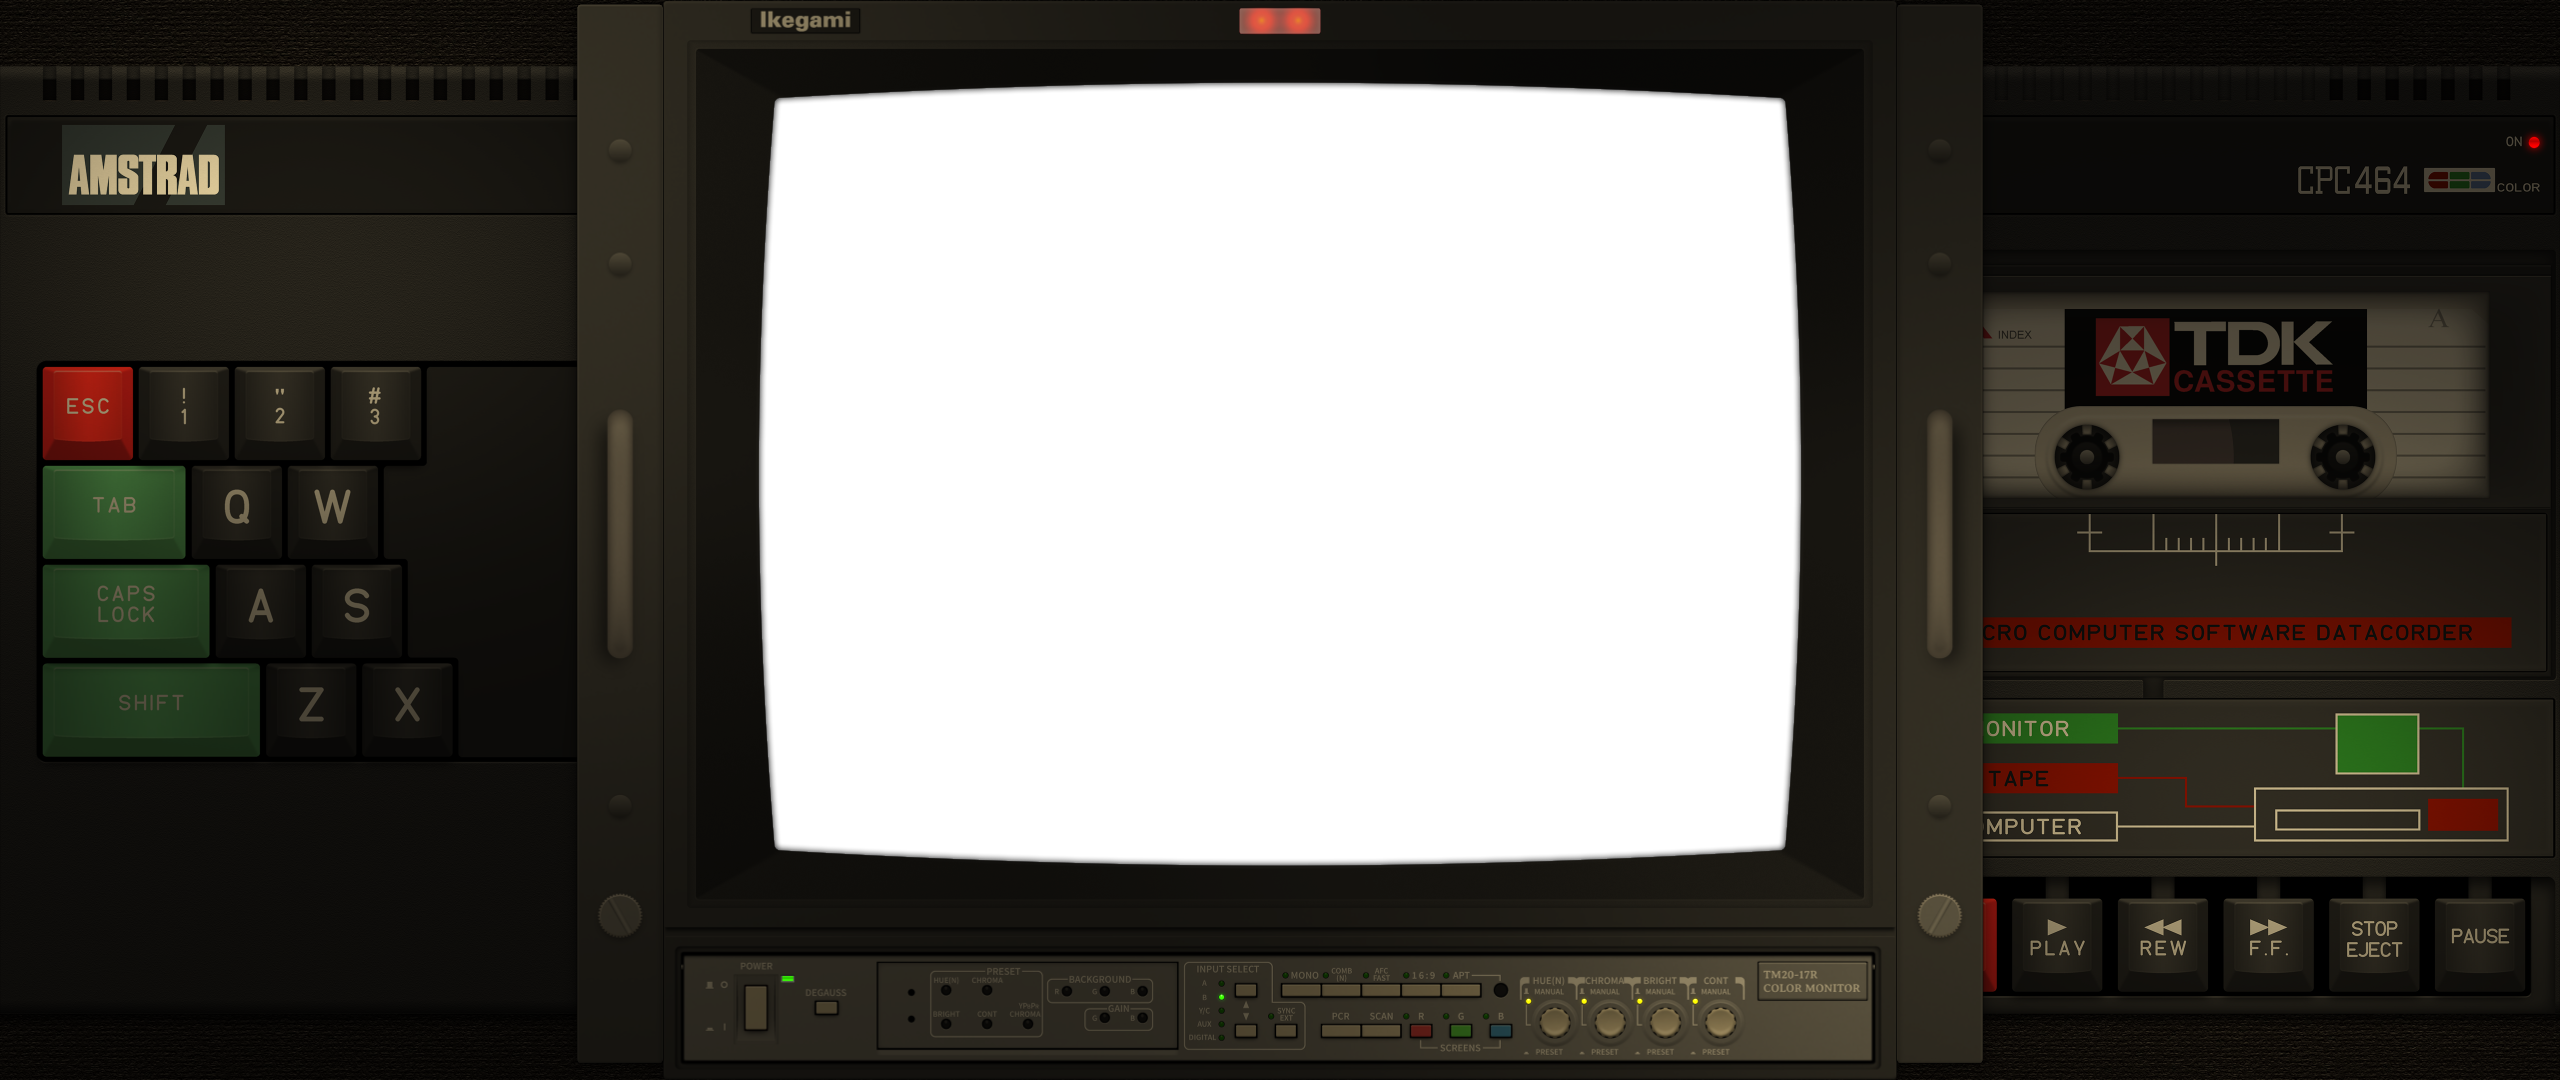 Ikegami
AMSTRAD
ON
CPC464
COLOR
ESC
!
1
"
2
#
3
TAB
Q
W
CAPS
LOCK
A
S
SHIFT
Z
X
INDEX
A
TDK
CASSETTE
CRO COMPUTER SOFTWARE DATACORDER
ONITOR
TAPE
MPUTER
PLAY
REW
F.F.
STOP
EJECT
PAUSE
POWER
DEGAUSS
PRESET
HUE(N)
CHROMA
BRIGHT
CONT
YPbPr
CHROMA
BACKGROUND
R
G
B
GAIN
G
B
INPUT SELECT
A
B
Y/C
AUX
DIGITAL
SYNC
EXT
MONO
COMB
(N)
AFC
FAST
16:9
APT
PCR
SCAN
R
G
B
SCREENS
HUE(N)
MANUAL
PRESET
CHROMA
MANUAL
PRESET
BRIGHT
MANUAL
PRESET
CONT
MANUAL
PRESET
TM20-17R
COLOR MONITOR